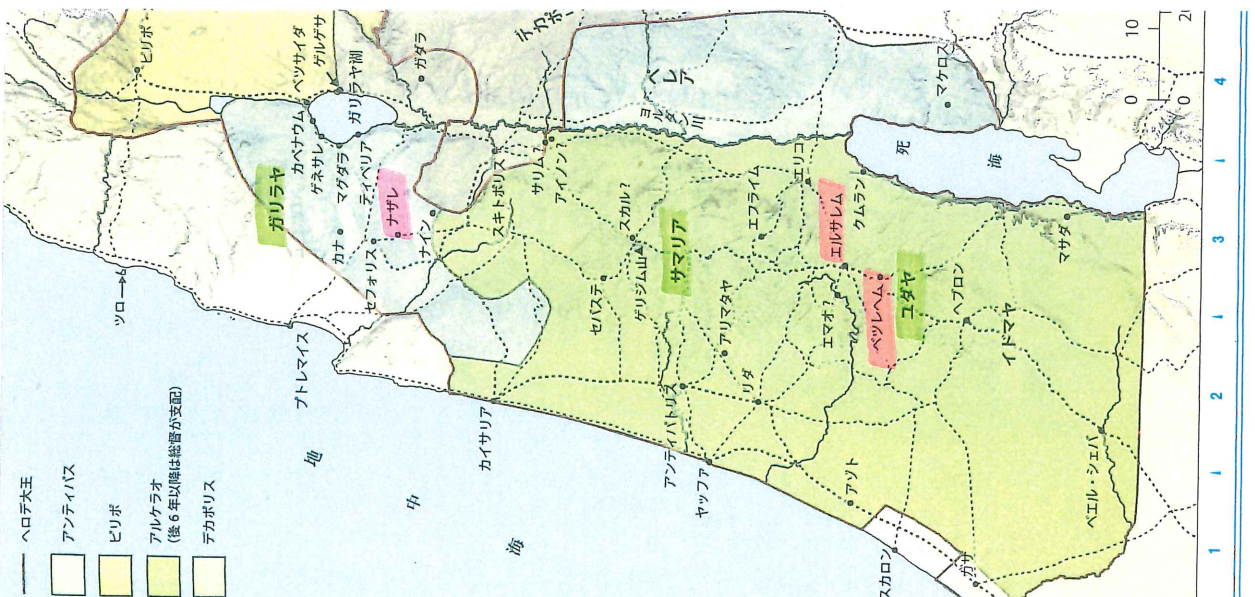 ヘロデ大王
アンティパス
ピリポ
アルケラオ
(後6年以降は総督が支配)
デカポリス
地
中
海
ツロ
プトレマイス
カイサリア
ピリポ
ベツサイダ
ゲルゲサ
カペナウム
ゲネサレ
マグダラ
ティベリア
ガリラヤ湖
ガリラヤ
カナ
セフォリス
ナザレ
ナイン
ガダラ
デカポ
スキトポリス
サリム?
アイノン
ペレア
ヨルダン川
セバステ
スカル?
ゲリジム山
サマリア
アンティパトリス
ヤッファ
アリマタヤ
リダ
エフライム
エリコ
エマオ?
エルサレム
クムラン
ベツレヘム
ユダヤ
ヘブロン
イドマヤ
マケロス
死
海
マサダ
アソト
スカロン
ガザ
ベエル・シェバ
0
10
0
1
2
3
4